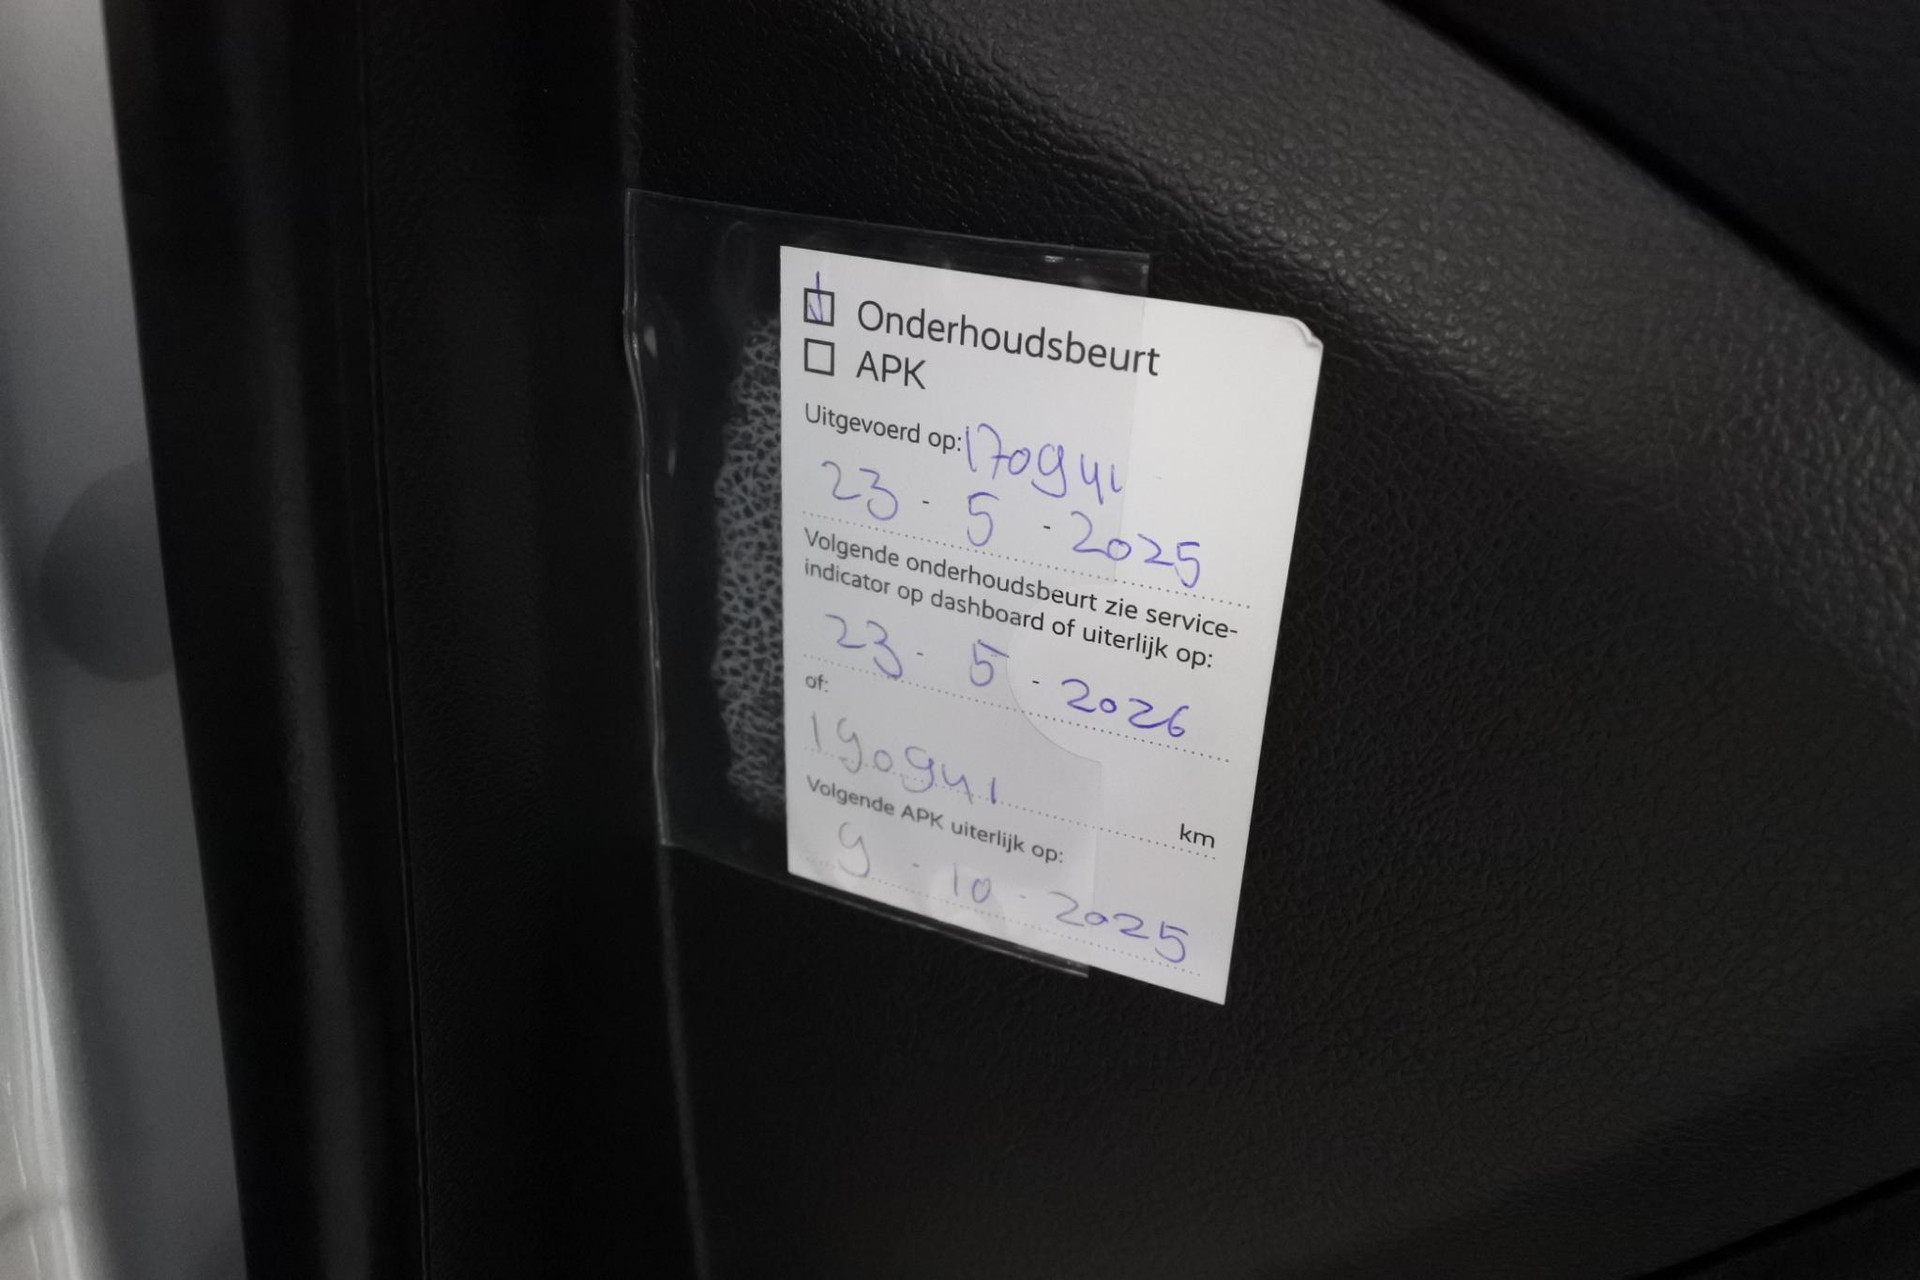 Onderhoudsbeurt
APK
Uitgevoerd op: 170941
23 - 5 - 2025
Volgende onderhoudsbeurt zie service-
indicator op dashboard of uiterlijk op:
23 - 5 - 2026
of:
190941
km
Volgende APK uiterlijk op:
9 - 10 - 2025